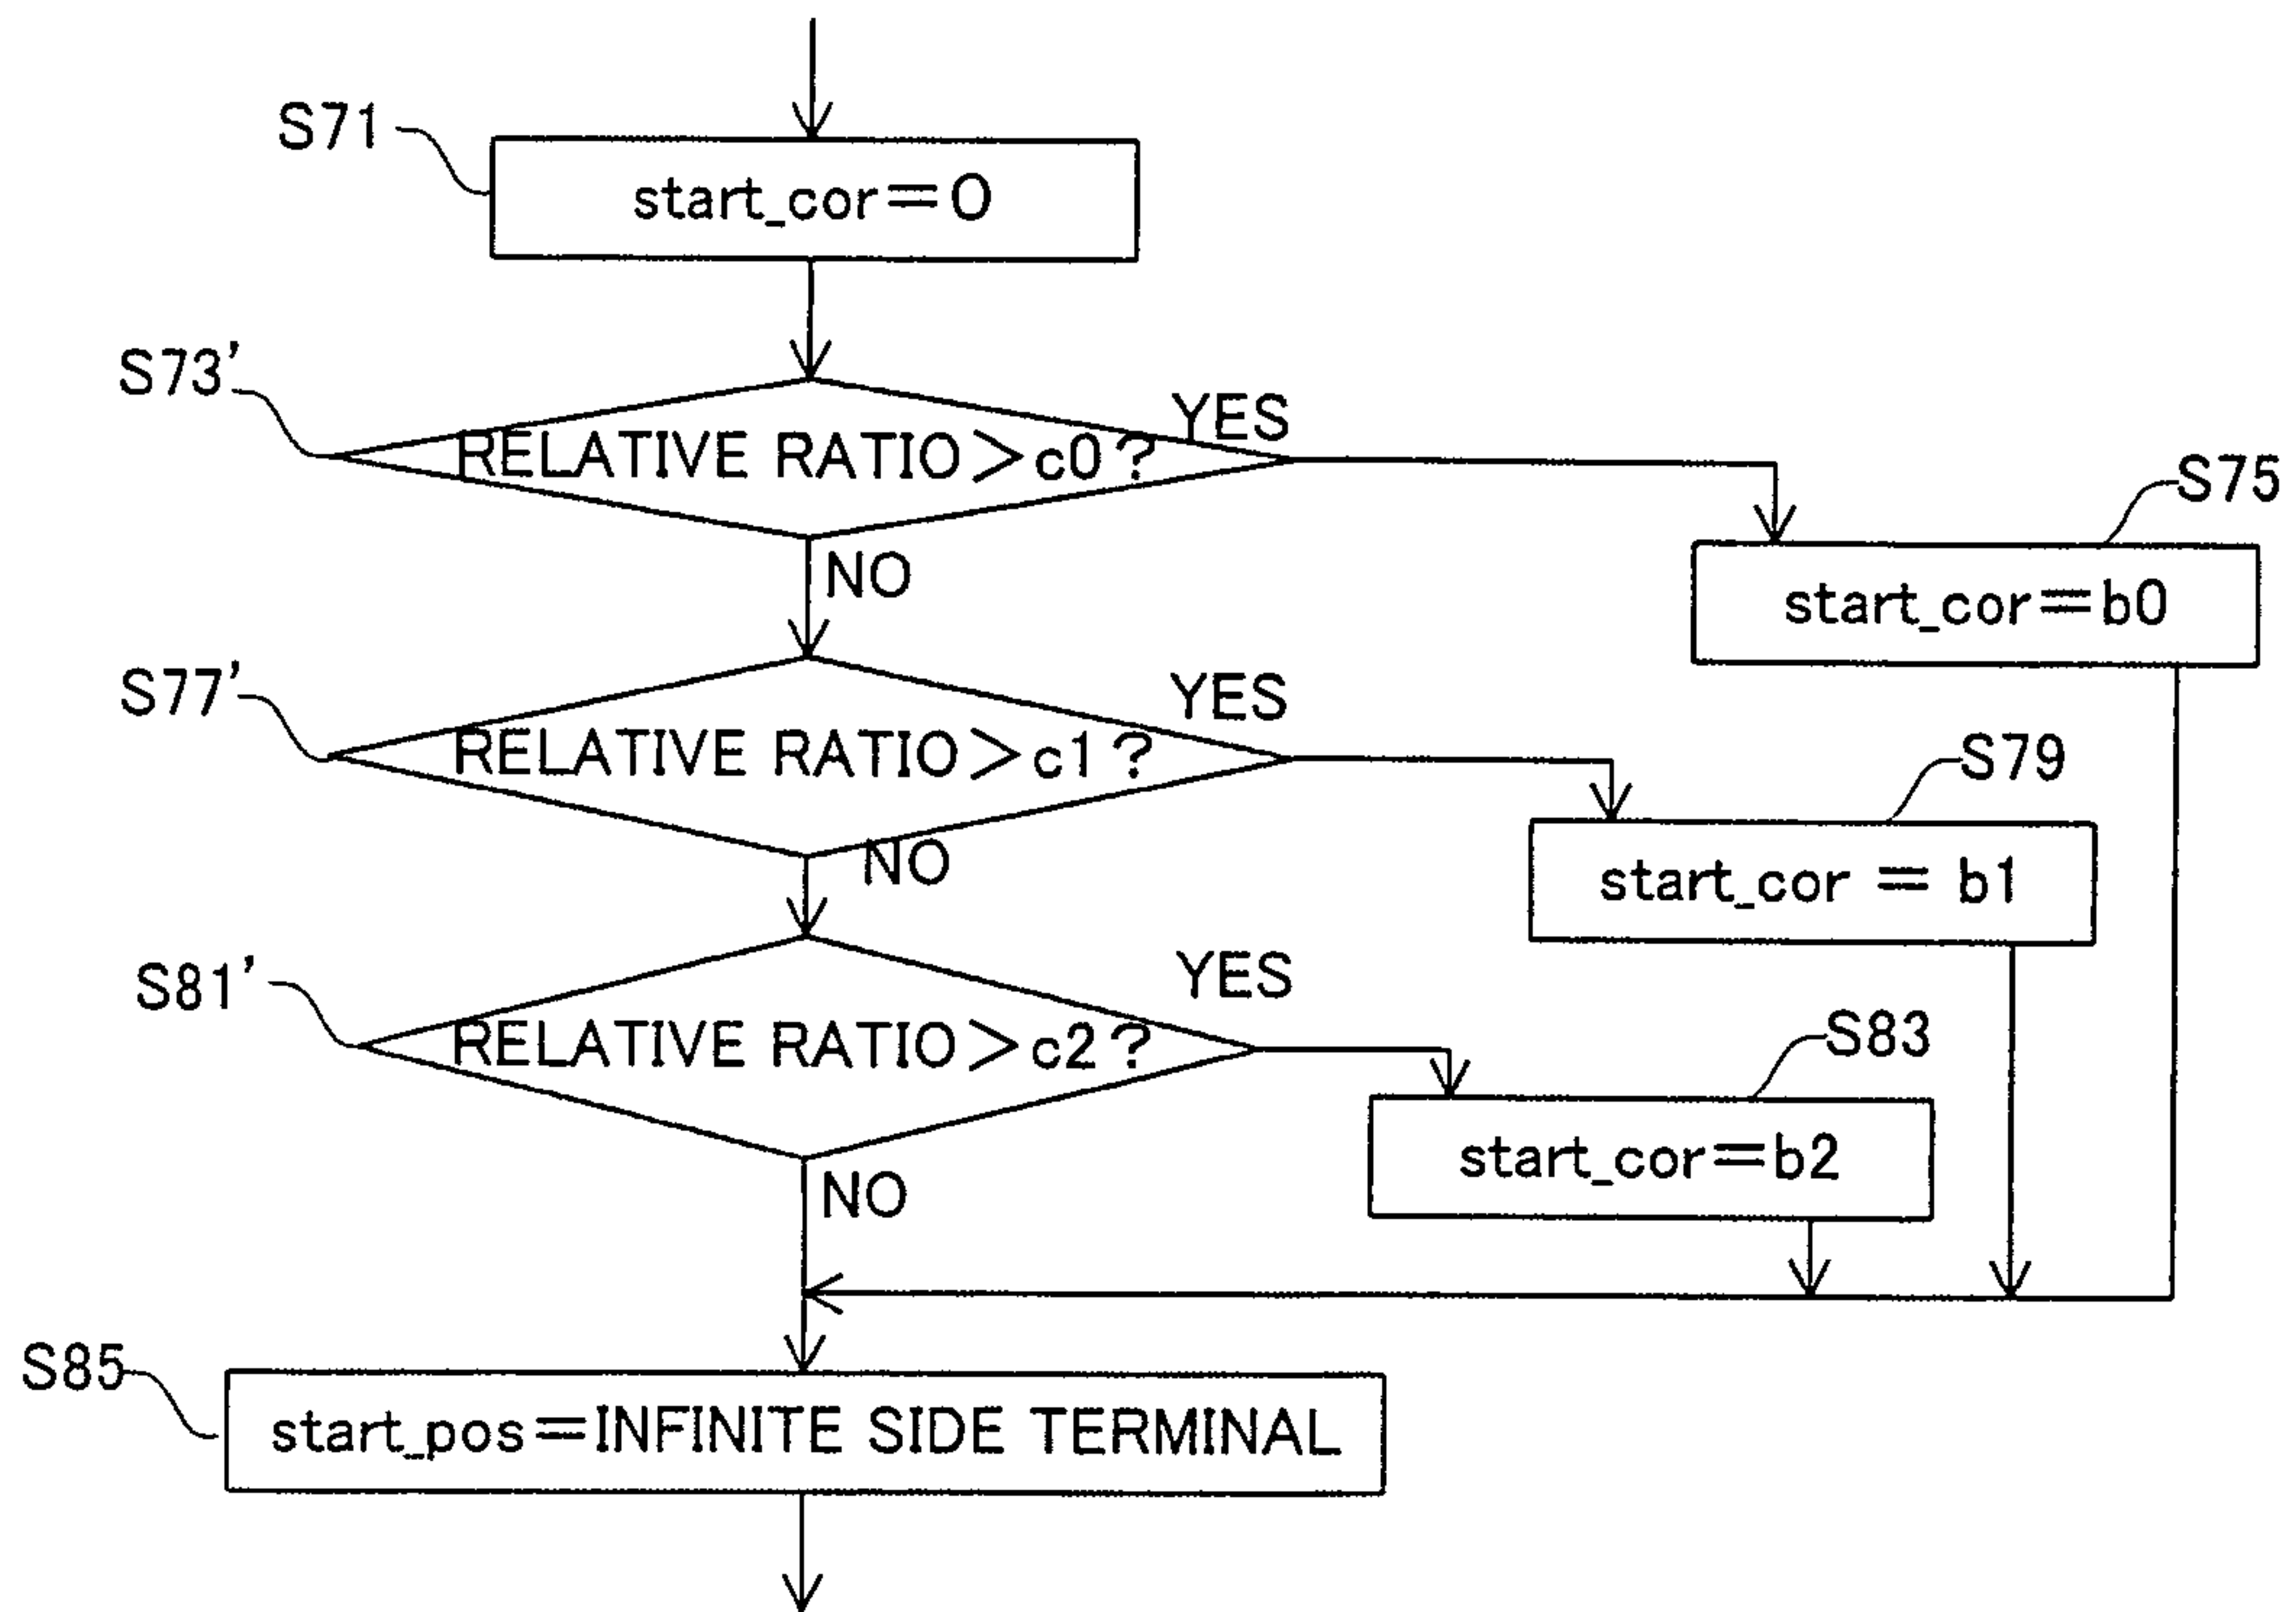 S71
start_cor=0
S73'
RELATIVE RATIO>c0?
YES
NO
S75
start_cor=b0
S77'
RELATIVE RATIO>c1?
YES
NO
S79
start_cor = b1
S81'
RELATIVE RATIO>c2?
YES
NO
S83
start_cor=b2
S85
start_pos=INFINITE SIDE TERMINAL